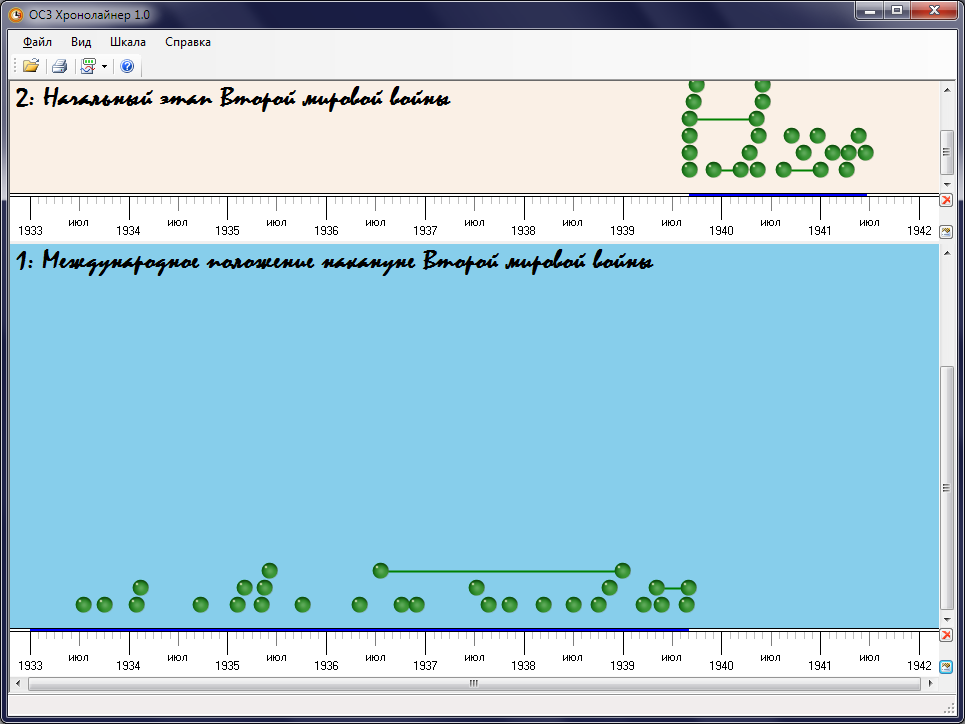 ОС3 Хронолайнер 1.0
Файл Вид Шкала Справка
2: Начальный этап Второй мировой войны
июл июл июл июл июл июл июл июл июл
1933 1934 1935 1936 1937 1938 1939 1940 1941 1942
1: Международное положение накануне Второй мировой войны
июл июл июл июл июл июл июл июл июл
1933 1934 1935 1936 1937 1938 1939 1940 1941 1942